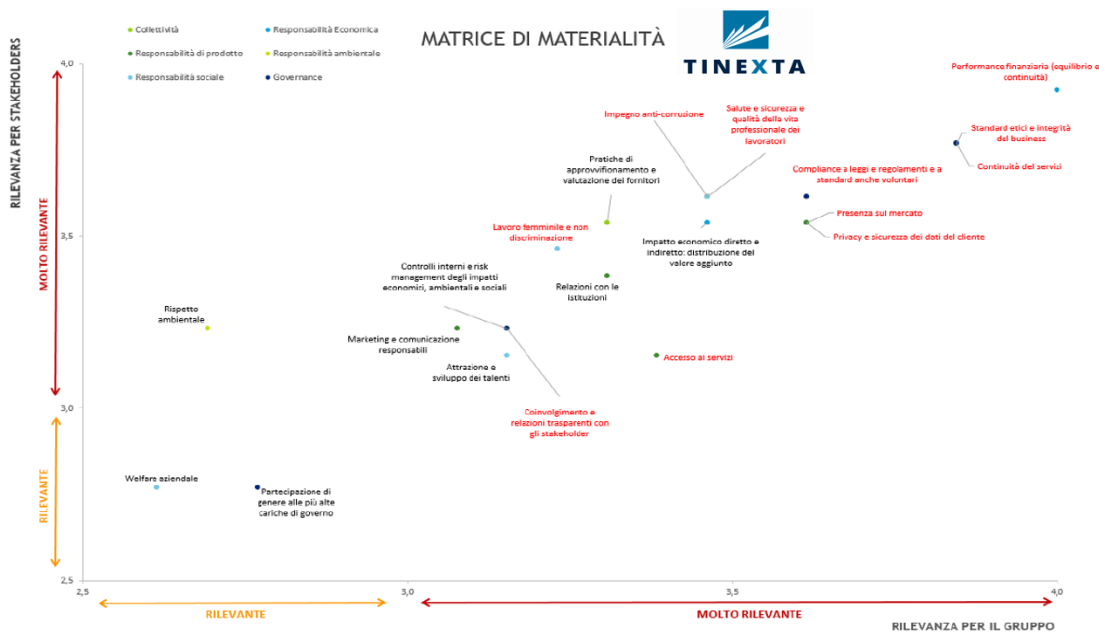 Collettività
Responsabilità Economica
Responsabilità di prodotto
Responsabilità ambientale
Responsabilità sociale
Governance
MATRICE DI MATERIALITÀ
TINEXTA
RILEVANZA PER STAKEHOLDERS
4,0
3,5
3,0
2,5
MOLTO RILEVANTE
RILEVANTE
Performance finanziaria (equilibrio e
continuità)
Impegno anti-corruzione
Salute e sicurezza e
qualità della vita
professionale dei
lavoratori
Standard etici e integrità
del business
Continuità dei servizi
Pratiche di
approvvifionamento e
valutazione dei fornitori
Compliance a leggi e regolamenti e a
standard anche volontari
Presenza sul mercato
Privacy e sicurezza dei dati del cliente
Lavoro femminile e non
discriminazione
Impatto economico diretto e
indiretto: distribuzione del
valore aggiunto
Controlli interni e risk
management degli impatti
economici, ambientali e sociali
Relazioni con le
istituzioni
Rispetto
ambientale
Marketing e comunicazione
responsabili
Accesso ai servizi
Attrazione e
sviluppo dei talenti
Coinvolgimento e
relazioni trasparenti con
gli stakeholder
Welfare aziendale
Partecipazione di
genere alle più alte
cariche di governo
2,5
3,0
3,5
4,0
RILEVANTE
MOLTO RILEVANTE
RILEVANZA PER IL GRUPPO